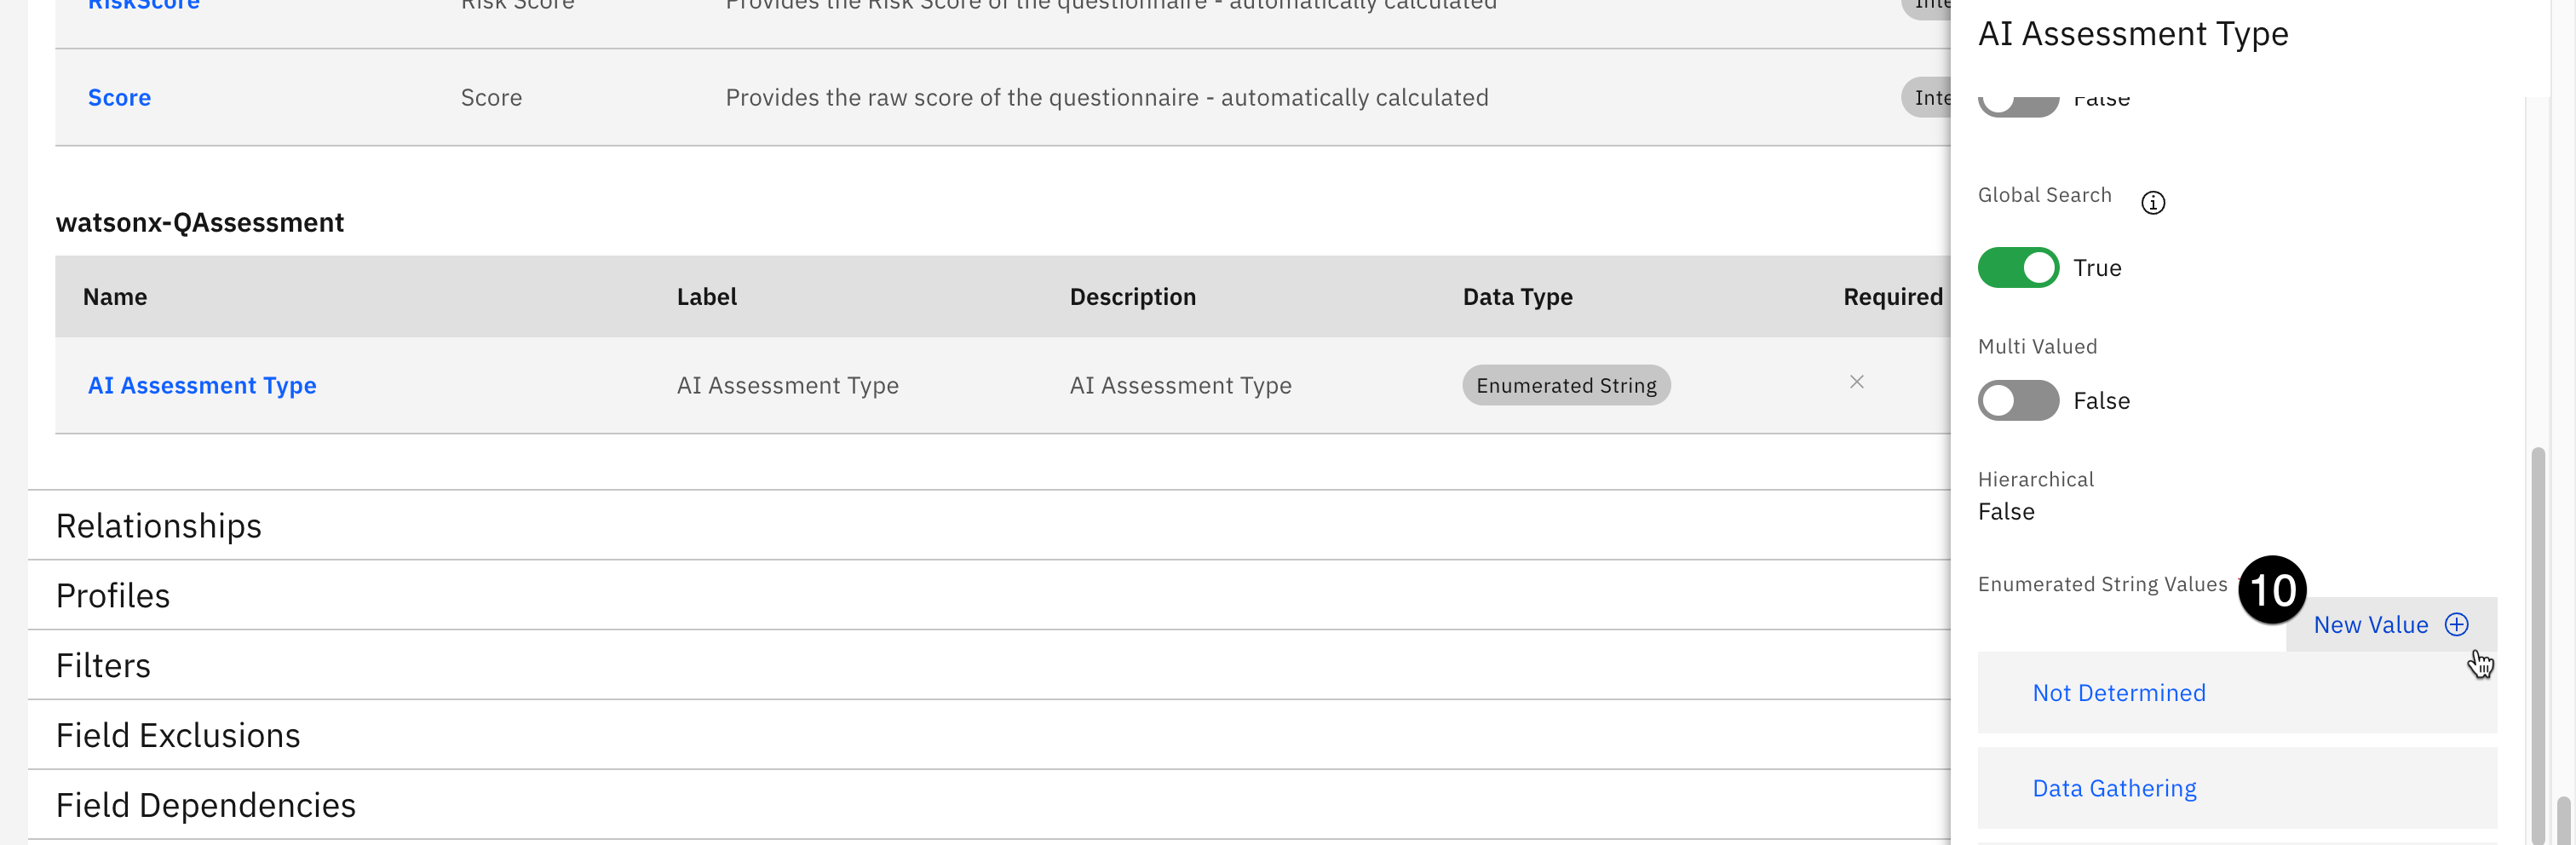 RiskScore Risk Score Provides the Risk Score of the questionnaire - automatically calculated
Score Score Provides the raw score of the questionnaire - automatically calculated Inte
watsonx-QAssessment
Name Label Description Data Type Required
AI Assessment Type AI Assessment Type AI Assessment Type Enumerated String
Relationships
Profiles
Filters
Field Exclusions
Field Dependencies
AI Assessment Type
False
Global Search
True
Multi Valued
False
Hierarchical
False
Enumerated String Values
10
New Value
Not Determined
Data Gathering